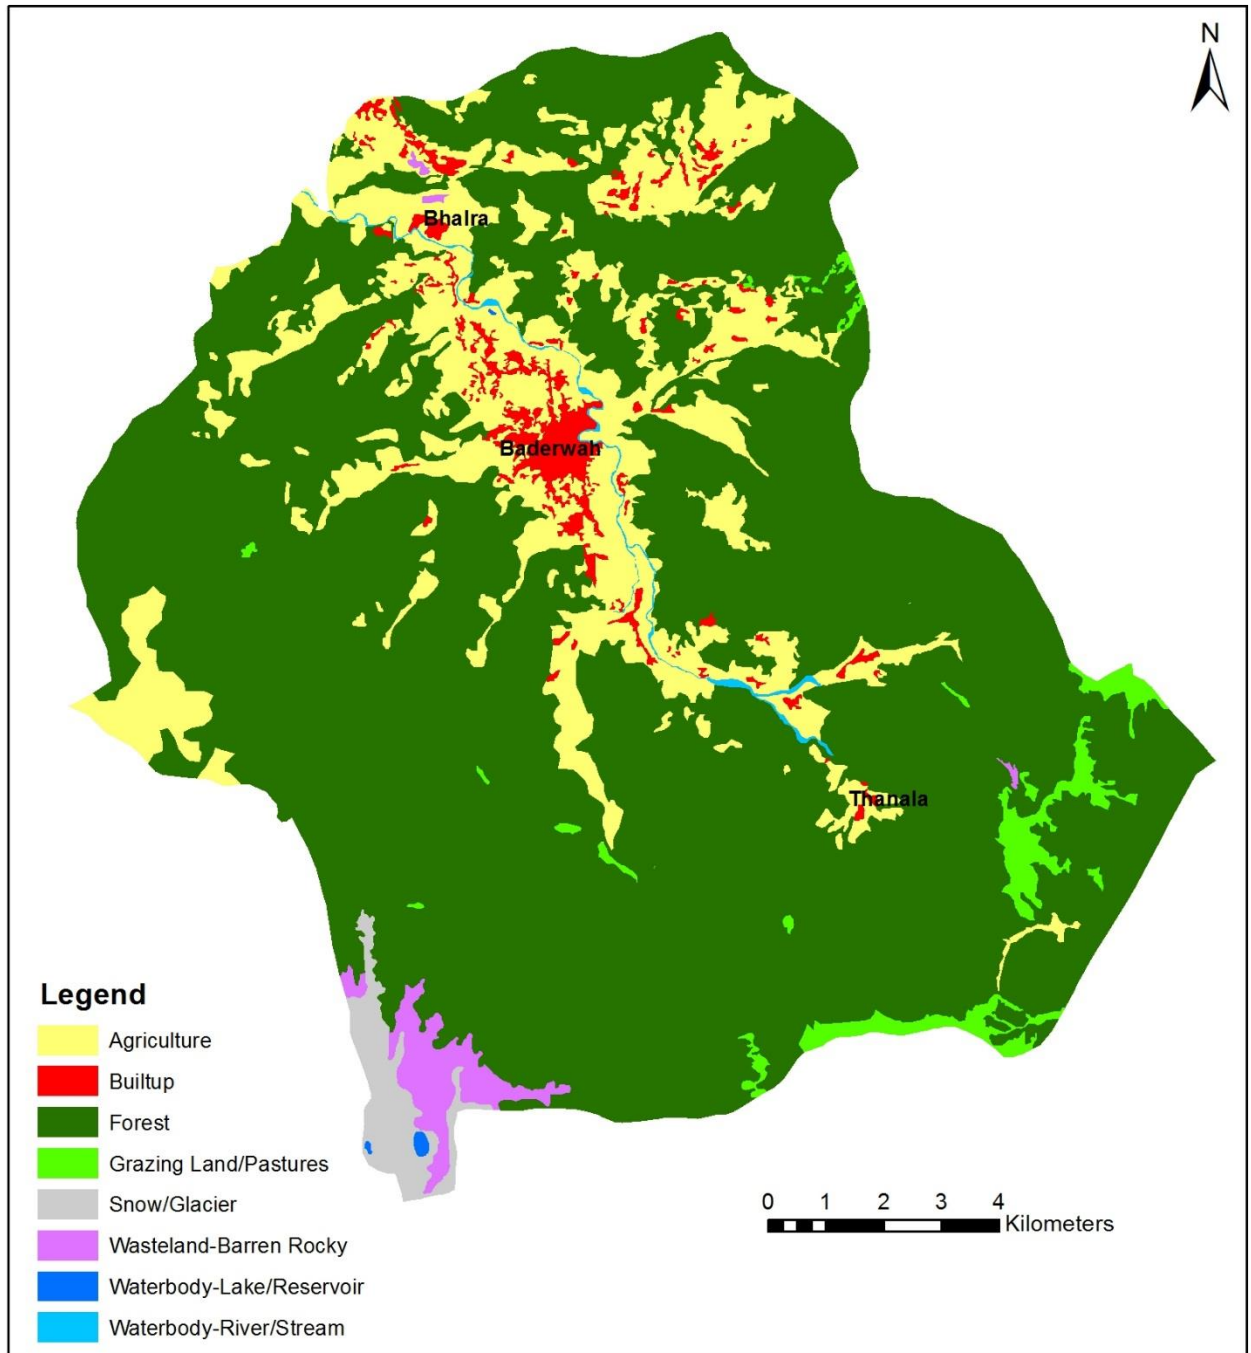 N
Bhalra
Baderwah
Thanala
Legend
Agriculture
Builtup
Forest
Grazing Land/Pastures
Snow/Glacier
Wasteland-Barren Rocky
Waterbody-Lake/Reservoir
Waterbody-River/Stream
0 1 2 3 4
Kilometers